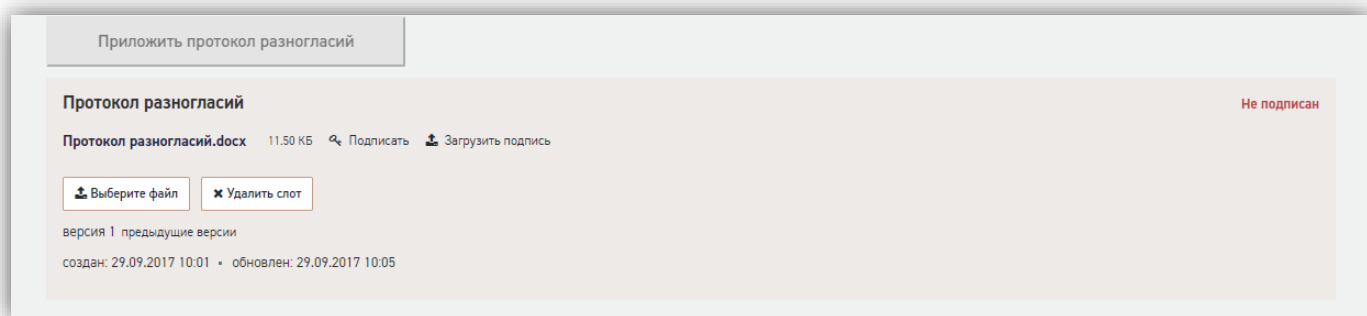 Приложить протокол разногласий
Протокол разногласий Не подписан
Протокол разногласий.docx 11.50 КБ Подписать Загрузить подпись
Выберите файл Удалить слот
версия 1 предыдущие версии
создан: 29.09.2017 10:01 • обновлен: 29.09.2017 10:05